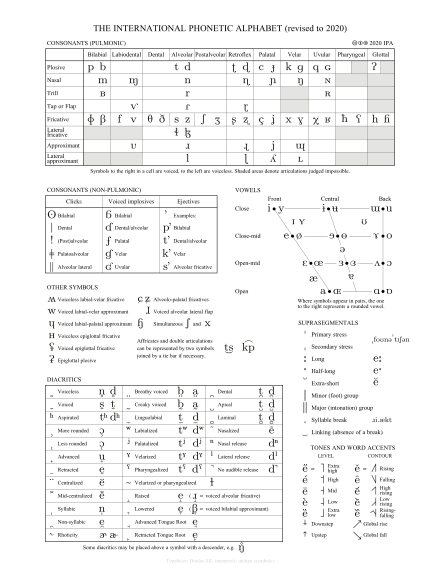 THE INTERNATIONAL PHONETIC ALPHABET (revised to 2020)
CONSONANTS (PULMONIC) 2020 IPA
Bilabial Labiodental Dental Alveolar Postalveolar Retroflex Palatal Velar Uvular Pharyngeal Glottal
Plosive p b t d ʈ ɖ c ɟ k ɡ q ɢ ʔ
Nasal m ɱ n ɳ ɲ ŋ ɴ
Trill ʙ r ʀ
Tap or Flap ⱱ ɾ ɽ
Fricative ɸ β f v θ ð s z ʃ ʒ ʂ ʐ ç ʝ x ɣ χ ʁ ħ ʕ h ɦ
Lateral fricative ɬ ɮ
Approximant ʋ ɹ ɻ j ɰ
Lateral approximant l ɭ ʎ ʟ
Symbols to the right in a cell are voiced, to the left are voiceless. Shaded areas denote articulations judged impossible.
CONSONANTS (NON-PULMONIC)
Clicks Voiced implosives Ejectives
ʘ Bilabial ɓ Bilabial ʼ Examples:
ǀ Dental ɗ Dental/alveolar pʼ Bilabial
ǃ (Post)alveolar ʄ Palatal tʼ Dental/alveolar
ǂ Palatoalveolar ɠ Velar kʼ Velar
ǁ Alveolar lateral ʛ Uvular sʼ Alveolar fricative
VOWELS
Front Central Back
Close i y ɨ ʉ ɯ u
ɪ ʏ ʊ
Close-mid e ø ɘ ɵ ɤ o
ə
Open-mid ɛ œ ɜ ɞ ʌ ɔ
æ ɐ
Open a ɶ ɑ ɒ
Where symbols appear in pairs, the one
to the right represents a rounded vowel.
OTHER SYMBOLS
ʍ Voiceless labial-velar fricative ɕ ʑ Alveolo-palatal fricatives
w Voiced labial-velar approximant ɺ Voiced alveolar lateral flap
ɥ Voiced labial-palatal approximant ɧ Simultaneous ʃ and x
ʜ Voiceless epiglottal fricative
ʢ Voiced epiglottal fricative
ʡ Epiglottal plosive
Affricates and double articulations
can be represented by two symbols
joined by a tie bar if necessary.
t͜s k͡p
SUPRASEGMENTALS
ˈ Primary stress ˌfoʊnəˈtɪʃən
ˌ Secondary stress
ː Long eː
ˑ Half-long eˑ
˘ Extra-short ĕ
| Minor (foot) group
‖ Major (intonation) group
. Syllable break ɹi.ækt
‿ Linking (absence of a break)
DIACRITICS
Voiceless n̥ d̥ Breathy voiced b̤ a̤ Dental t̪ d̪
Voiced s̬ t̬ Creaky voiced b̰ a̰ Apical t̺ d̺
ʰ Aspirated tʰ dʰ Linguolabial t̼ d̼ Laminal t̻ d̻
More rounded ɔ̹ ʷ Labialized tʷ dʷ Nasalized ẽ
Less rounded ɔ̜ ʲ Palatalized tʲ dʲ ⁿ Nasal release dⁿ
Advanced u̟ ˠ Velarized tˠ dˠ ˡ Lateral release dˡ
Retracted e̠ ˤ Pharyngealized tˤ dˤ No audible release d̚
Centralized ë Velarized or pharyngealized ɫ
Mid-centralized e̽ Raised e̝ (ɹ̝ = voiced alveolar fricative)
Syllabic n̩ Lowered e̞ (β̞ = voiced bilabial approximant)
Non-syllabic e̯ Advanced Tongue Root e̘
˞ Rhoticity ɚ a˞ Retracted Tongue Root e̙
Some diacritics may be placed above a symbol with a descender, e.g. ŋ̊
TONES AND WORD ACCENTS
LEVEL CONTOUR
e̋ or ˥ Extra high ě or ˩˥ Rising
é ˦ High ê ˥˩ Falling
ē ˧ Mid e᷄ ˦˥ High rising
è ˨ Low e᷅ ˩˨ Low rising
ȅ ˩ Extra low e᷈ ˧˦˧ Rising-falling
ꜜ Downstep ↗ Global rise
ꜛ Upstep ↘ Global fall